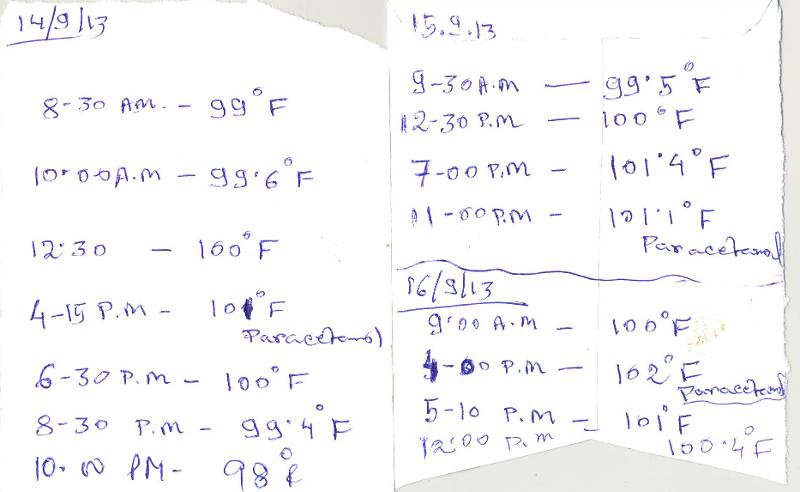 14/9/13
8-30 A.M. - 99°F
10.00 A.M - 99.6°F
12.30 - 100°F
4-15 P.M - 101°F
Paracetamol
6-30 P.M - 100°F
8-30 P.M - 99.4°F
10.00 PM - 98°F
15.9.13
9-30 A.M - 99.5°F
12-30 P.M - 100°F
7-00 P.M - 101.4°F
11-00 P.M - 101.1°F
Paracetamol
16/9/13
9.00 A.M - 100°F
4-00 P.M - 102°F
Paracetamol
5-10 P.M - 101°F
12:00 P.M 100.4°F